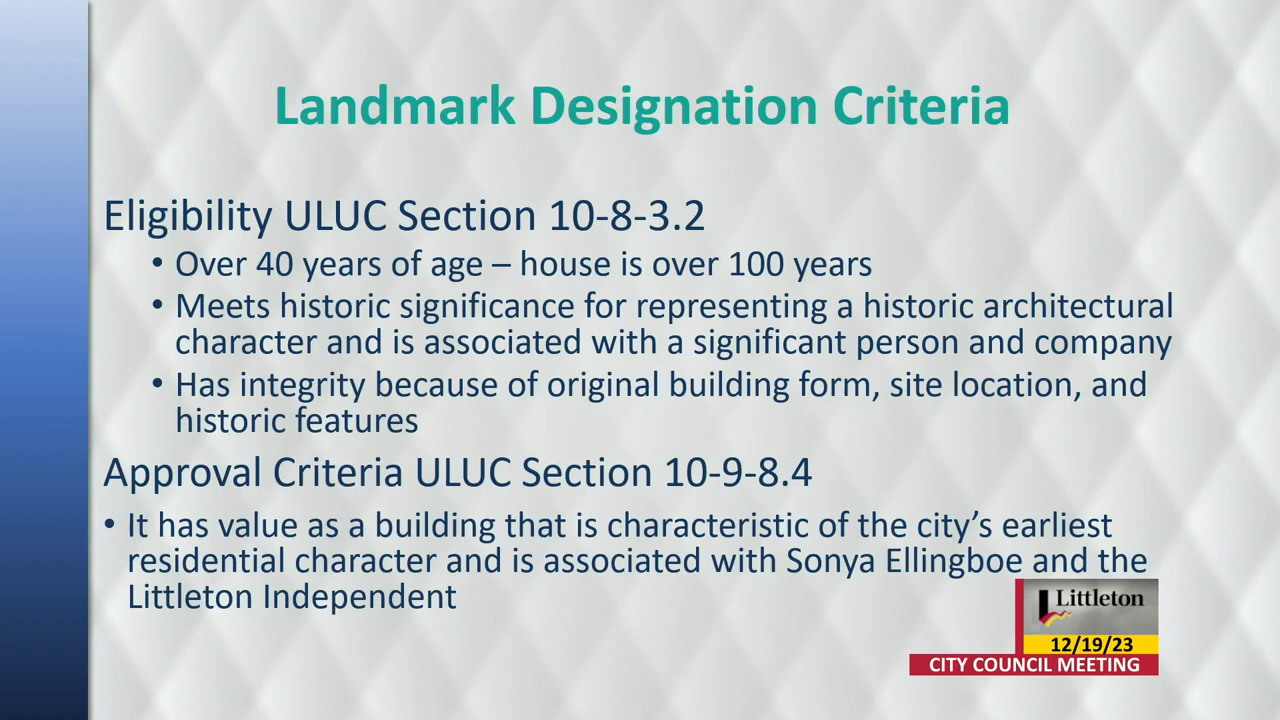 Landmark Designation Criteria
Eligibility ULUC Section 10-8-3.2
• Over 40 years of age – house is over 100 years
• Meets historic significance for representing a historic architectural
character and is associated with a significant person and company
• Has integrity because of original building form, site location, and
historic features
Approval Criteria ULUC Section 10-9-8.4
• It has value as a building that is characteristic of the city’s earliest
residential character and is associated with Sonya Ellingboe and the
Littleton Independent
Littleton
12/19/23
CITY COUNCIL MEETING